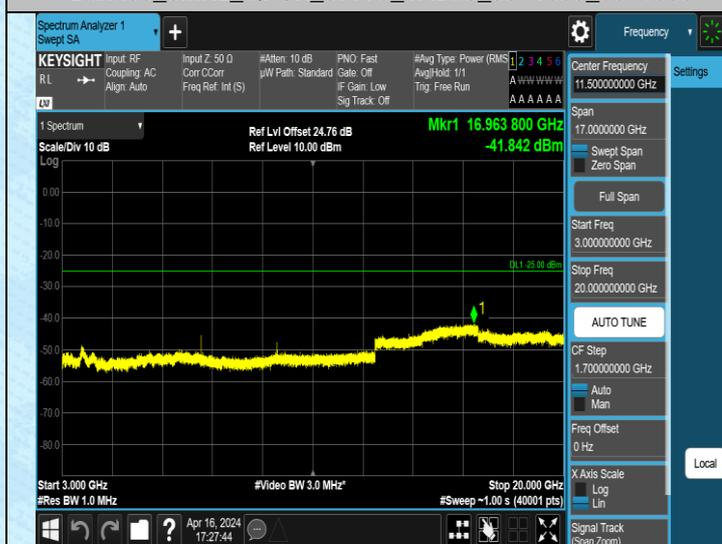 Spectrum Analyzer 1
Swept SA
+
Frequency
KEYSIGHT
RL
LXI
Input: RF
Coupling: AC
Align: Auto
Input Z: 50 Ω
Corr CCorr
Freq Ref: Int (S)
#Atten: 10 dB
µW Path: Standard
PNO: Fast
Gate: Off
IF Gain: Low
Sig Track: Off
#Avg Type: Power (RMS
Avg|Hold: 1/1
Trig: Free Run
1 2 3 4 5 6
A W W W W W
A A A A A A
1 Spectrum
Scale/Div 10 dB
Ref Lvl Offset 24.76 dB
Ref Level 10.00 dBm
Mkr1 16.963 800 GHz
-41.842 dBm
Log
0.00
-10.0
-20.0
-30.0
-40.0
-50.0
-60.0
-70.0
-80.0
DL1 -25.00 dBm
1
Start 3.000 GHz
#Res BW 1.0 MHz
#Video BW 3.0 MHz*
Stop 20.000 GHz
#Sweep ~1.00 s (40001 pts)
?
Apr 16, 2024
17:27:44
Center Frequency
11.500000000 GHz
Span
17.0000000 GHz
Swept Span
Zero Span
Full Span
Start Freq
3.000000000 GHz
Stop Freq
20.000000000 GHz
AUTO TUNE
CF Step
1.700000000 GHz
Auto
Man
Freq Offset
0 Hz
X Axis Scale
Log
Lin
Signal Track
(Span Zoom)
Settings
Local